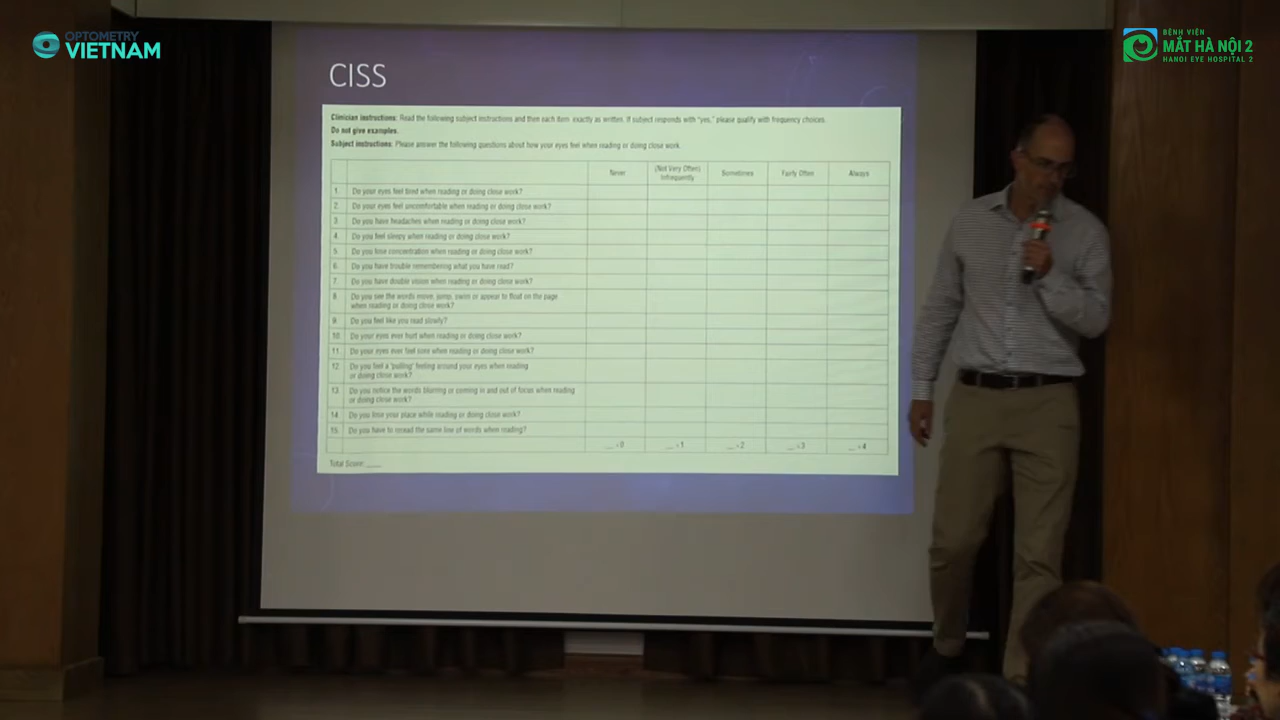 OPTOMETRY
VIETNAM
BỆNH VIỆN
MẮT HÀ NỘI 2
HANOI EYE HOSPITAL 2
CISS
Clinician instructions: Read the following subject instructions and then each item exactly as written. If subject responds with "yes," please qualify with frequency choices.
Do not give examples.
Subject instructions: Please answer the following questions about how your eyes feel when reading or doing close work.
Never
(Not Very Often)
Infrequently
Sometimes
Fairly Often
Always
1. Do your eyes feel tired when reading or doing close work?
2. Do your eyes feel uncomfortable when reading or doing close work?
3. Do you have headaches when reading or doing close work?
4. Do you feel sleepy when reading or doing close work?
5. Do you lose concentration when reading or doing close work?
6. Do you have trouble remembering what you have read?
7. Do you have double vision when reading or doing close work?
8. Do you see the words move, jump, swim or appear to float on the page
when reading or doing close work?
9. Do you feel like you read slowly?
10. Do your eyes ever hurt when reading or doing close work?
11. Do your eyes ever feel sore when reading or doing close work?
12. Do you feel a "pulling" feeling around your eyes when reading
or doing close work?
13. Do you notice the words blurring or coming in and out of focus when reading
or doing close work?
14. Do you lose your place while reading or doing close work?
15. Do you have to reread the same line of words when reading?
__ x 0 __ x 1 __ x 2 __ x 3 __ x 4
Total Score: ____